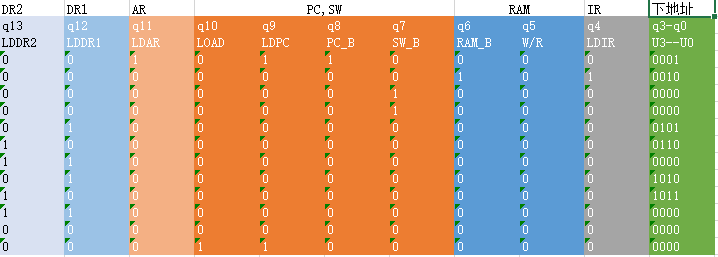 DR2 DR1 AR PC,SW RAM IR 下地址
q13 q12 q11 q10 q9 q8 q7 q6 q5 q4 q3-q0
LDDR2 LDDR1 LDAR LOAD LDPC PC_B SW_B RAM_B W/R LDIR U3--U0
0 0 1 0 1 1 0 0 0 0 0001
0 0 0 0 0 0 0 1 0 1 0010
0 0 0 0 0 0 1 0 0 0 0000
0 0 0 0 0 0 1 0 0 0 0000
0 1 0 0 0 0 0 0 0 0 0101
1 1 0 0 0 0 0 0 0 0 0110
1 1 0 0 0 0 0 0 0 0 0000
0 1 0 0 0 0 0 0 0 0 1010
1 1 0 0 0 0 0 0 0 0 1011
1 1 0 0 0 0 0 0 0 0 0000
0 0 0 0 0 0 0 0 0 0 0000
0 0 0 1 1 0 0 0 0 0 0000